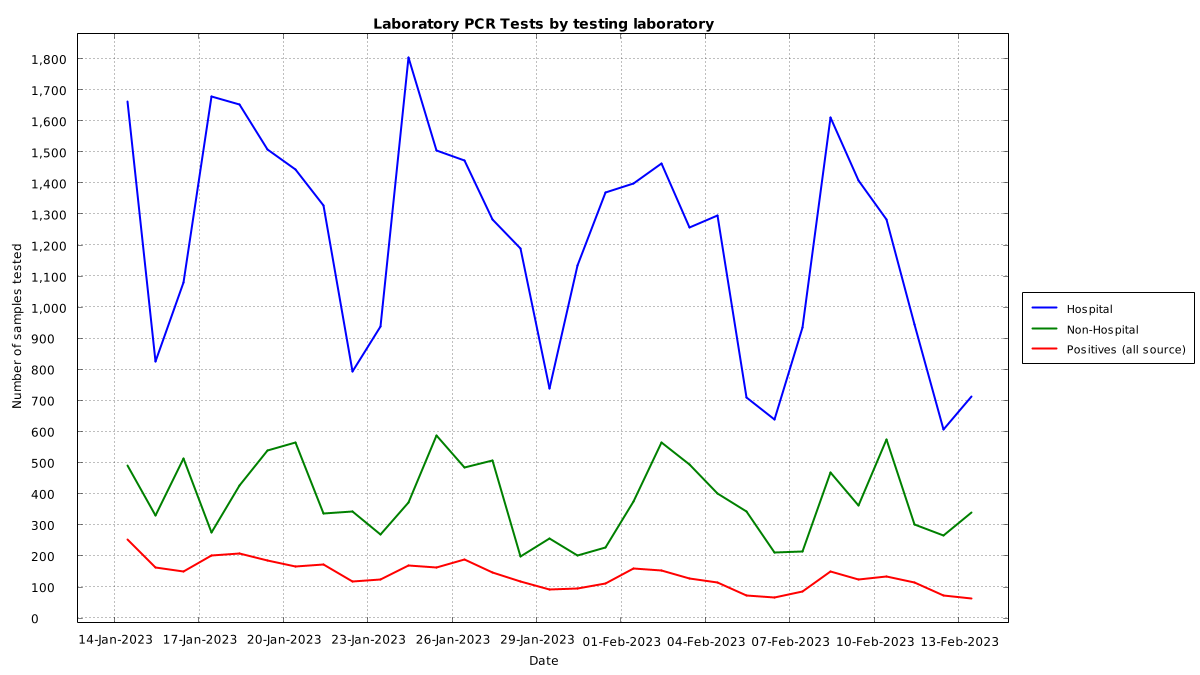 Laboratory PCR Tests by testing laboratory
Number of samples tested
1,800
1,700
1,600
1,500
1,400
1,300
1,200
1,100
1,000
900
800
700
600
500
400
300
200
100
0
14-Jan-2023 17-Jan-2023 20-Jan-2023 23-Jan-2023 26-Jan-2023 29-Jan-2023 01-Feb-2023 04-Feb-2023 07-Feb-2023 10-Feb-2023 13-Feb-2023
Date
Hospital
Non-Hospital
Positives (all source)